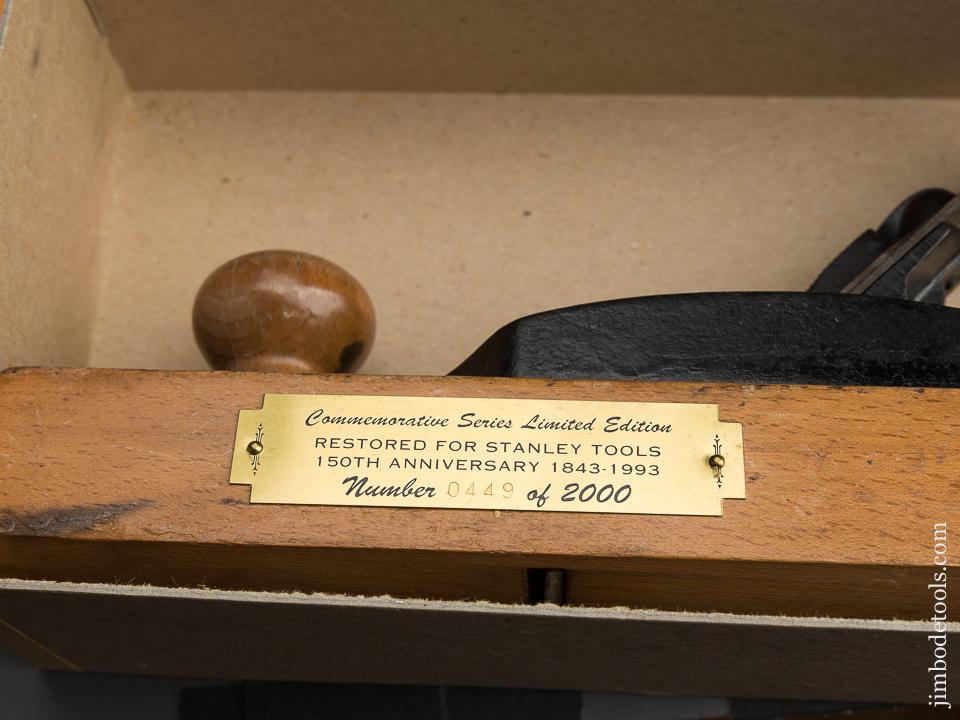 Commemorative Series Limited Edition
RESTORED FOR STANLEY TOOLS
150TH ANNIVERSARY 1843-1993
Number 0449 of 2000
jimbodetools.com